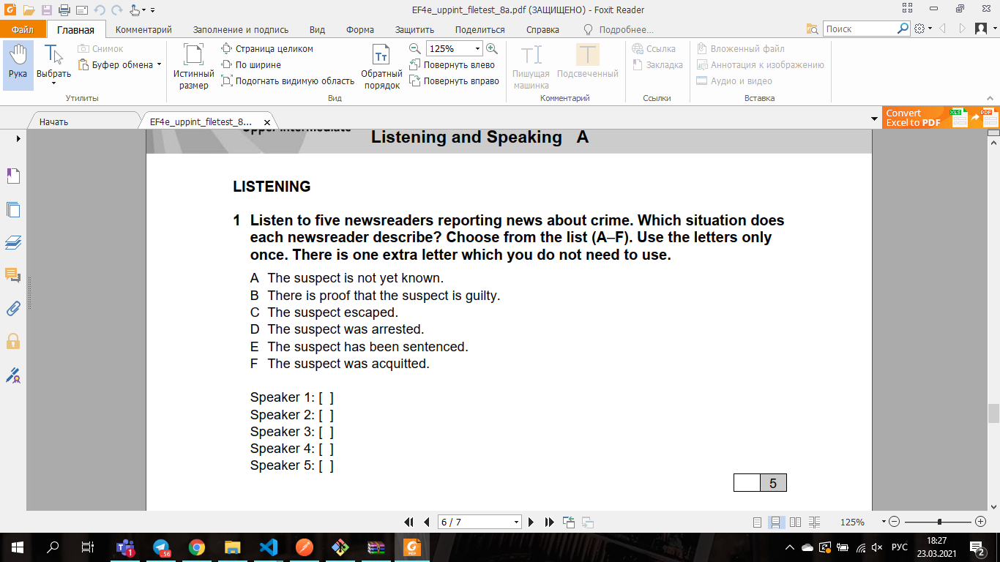 EF4e_uppint_filetest_8a.pdf (ЗАЩИЩЕНО) - Foxit Reader
Файл Главная Комментарий Заполнение и подпись Вид Форма Защитить Поделиться Справка Подробнее... Поиск
Рука
Выбрать
Снимок
Буфер обмена
Утилиты
Истинный размер
Страница целиком
По ширине
Подогнать видимую область
Обратный порядок
125%
Повернуть влево
Повернуть вправо
Вид
Пишущая машинка
Подсвеченный
Комментарий
Ссылка
Закладка
Ссылки
Вложенный файл
Аннотация к изображению
Аудио и видео
Вставка
Начать EF4e_uppint_filetest_8...
Convert
Excel to PDF
XLS PDF
Upper Intermediate
Listening and Speaking A
LISTENING
1 Listen to five newsreaders reporting news about crime. Which situation does
each newsreader describe? Choose from the list (A–F). Use the letters only
once. There is one extra letter which you do not need to use.
A The suspect is not yet known.
B There is proof that the suspect is guilty.
C The suspect escaped.
D The suspect was arrested.
E The suspect has been sentenced.
F The suspect was acquitted.
Speaker 1: [ ]
Speaker 2: [ ]
Speaker 3: [ ]
Speaker 4: [ ]
Speaker 5: [ ]
5
6 / 7
125%
1
56
PDF
РУС
18:27
23.03.2021
2